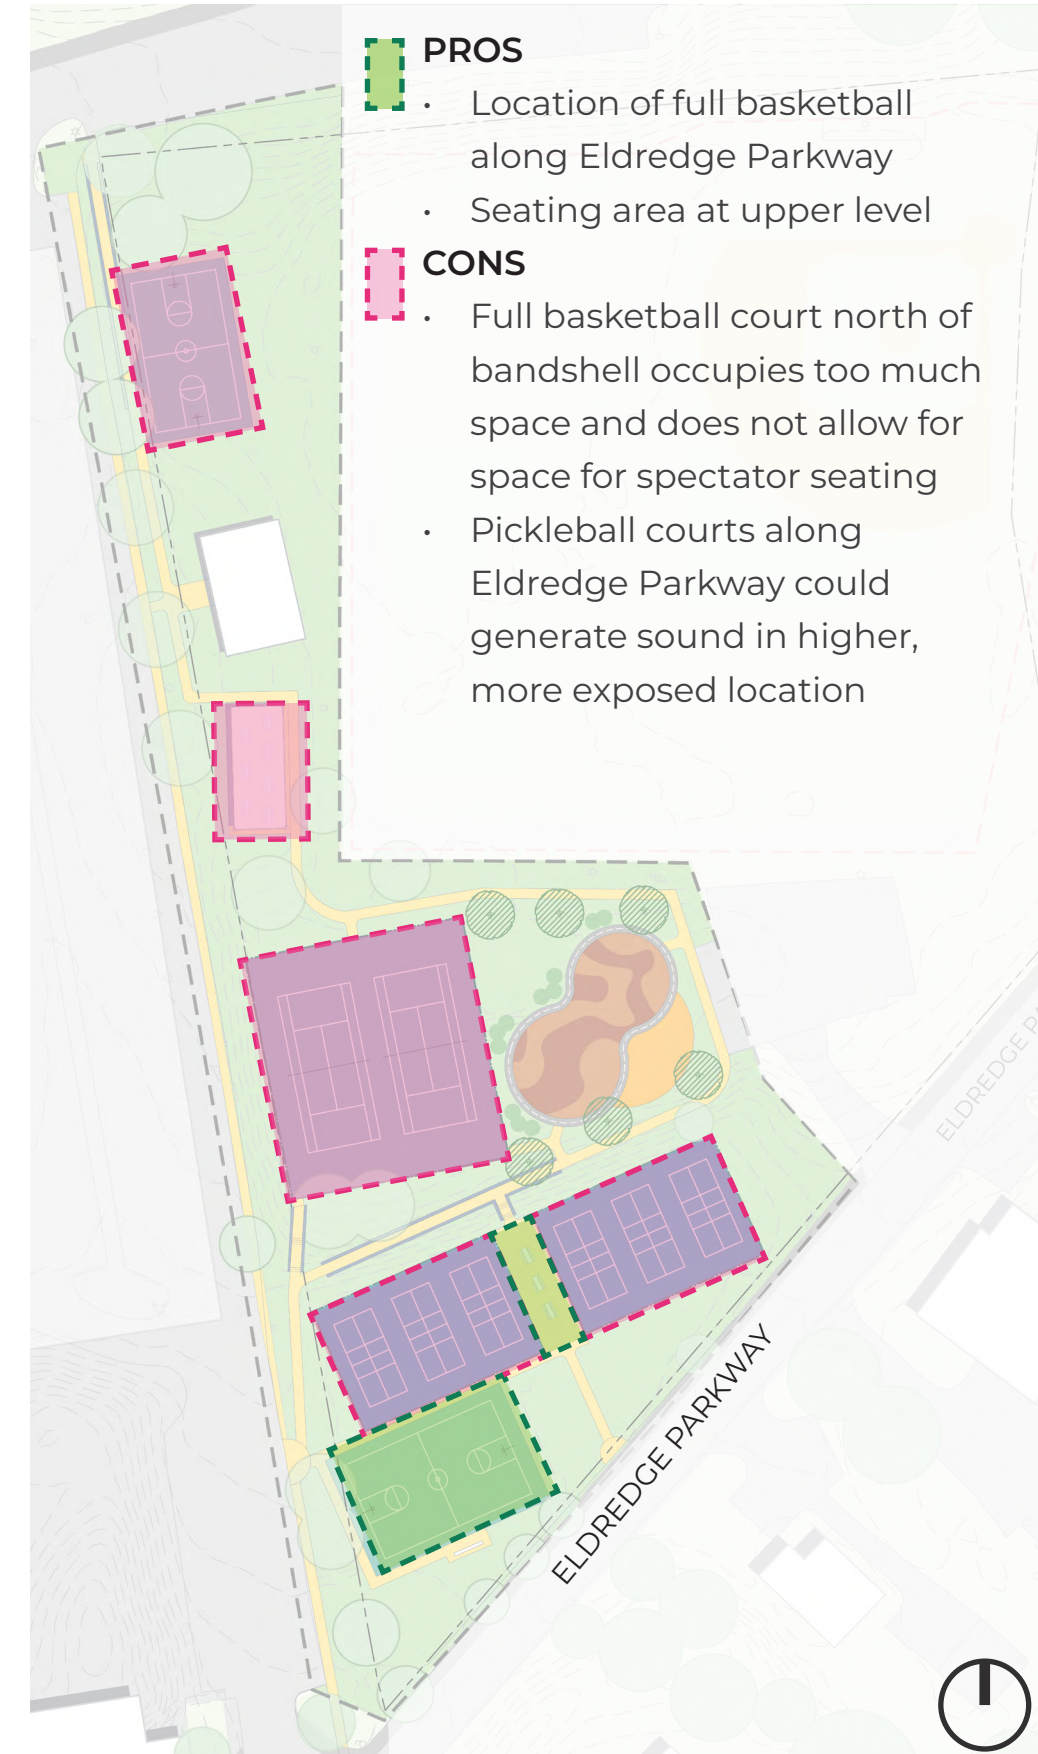 PROS
• Location of full basketball
along Eldredge Parkway
• Seating area at upper level
CONS
• Full basketball court north of
bandshell occupies too much
space and does not allow for
space for spectator seating
• Pickleball courts along
Eldredge Parkway could
generate sound in higher,
more exposed location
ELDREDGE PA
ELDREDGE PARKWAY